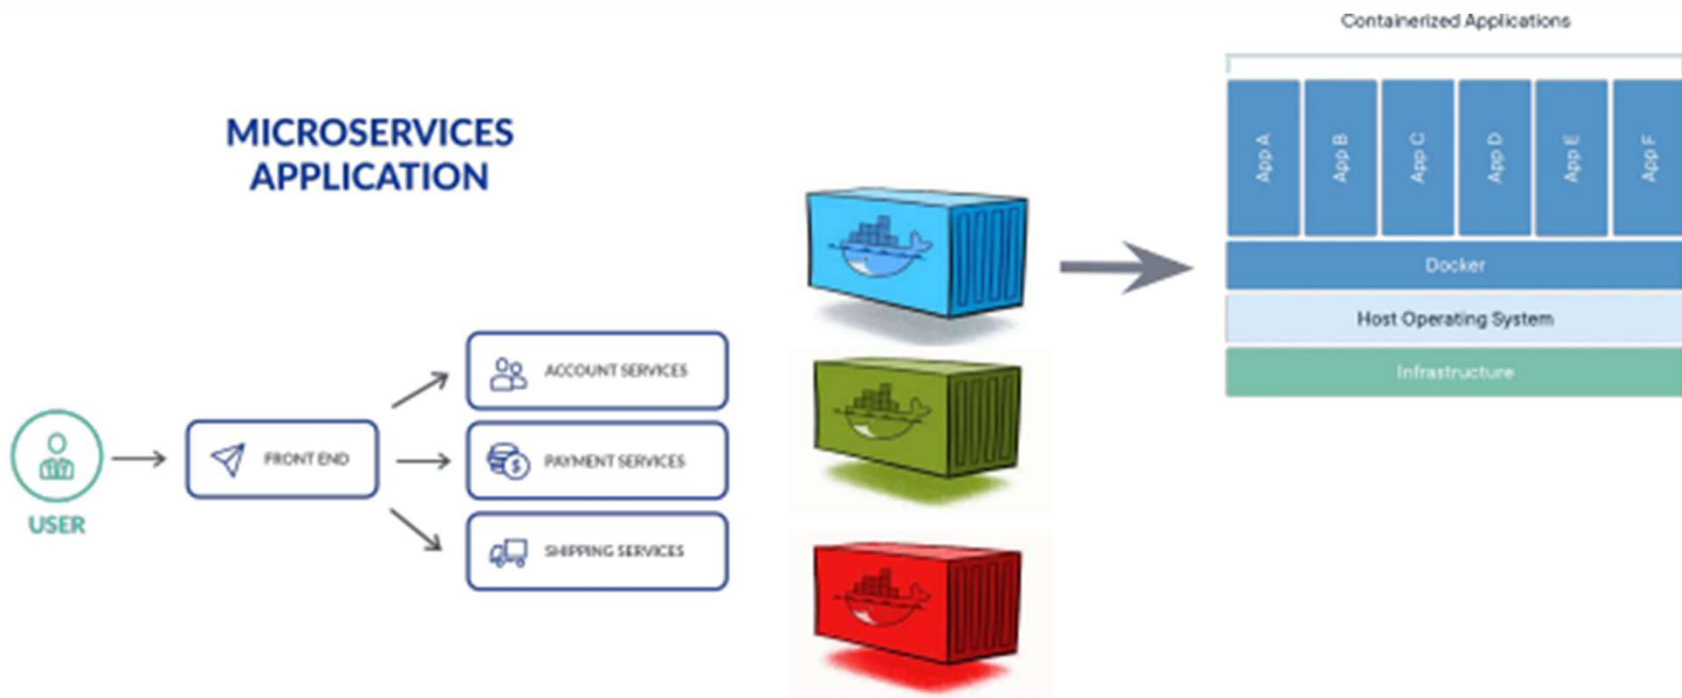 Containerized Applications
MICROSERVICES
APPLICATION
App A
App B
App C
App D
App E
App F
Docker
Host Operating System
Infrastructure
ACCOUNT SERVICES
FRONT END
PAYMENT SERVICES
USER
SHIPPING SERVICES